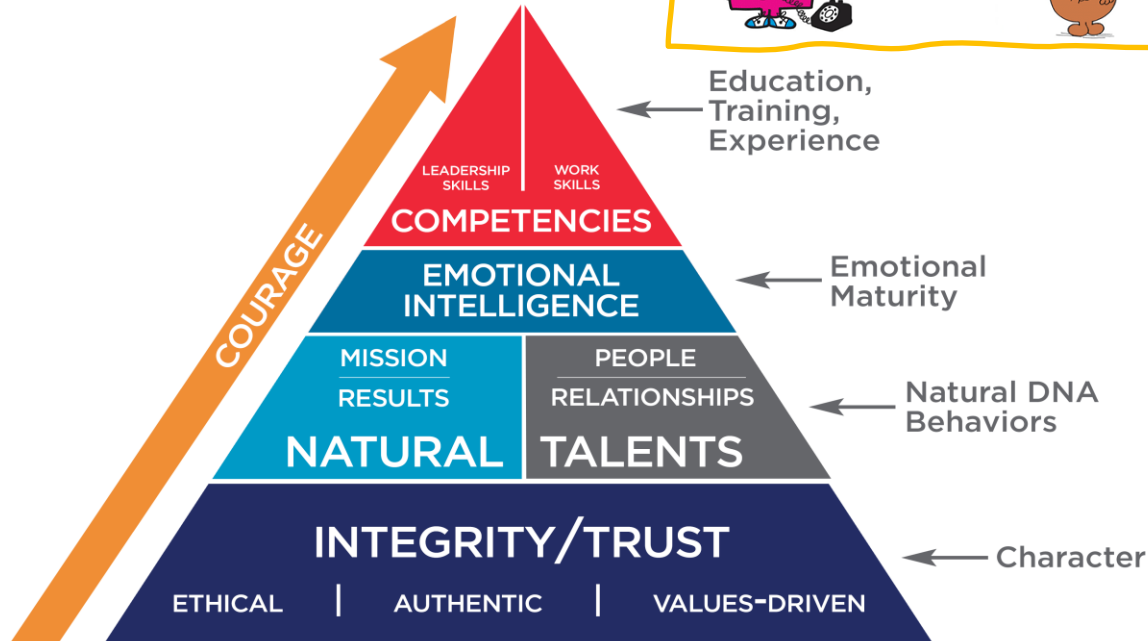 Education,
Training,
Experience
LEADERSHIP
SKILLS
WORK
SKILLS
COMPETENCIES
COURAGE
EMOTIONAL
INTELLIGENCE
Emotional
Maturity
MISSION
RESULTS
PEOPLE
RELATIONSHIPS
NATURAL TALENTS
Natural DNA
Behaviors
INTEGRITY/TRUST
ETHICAL | AUTHENTIC | VALUES-DRIVEN
Character